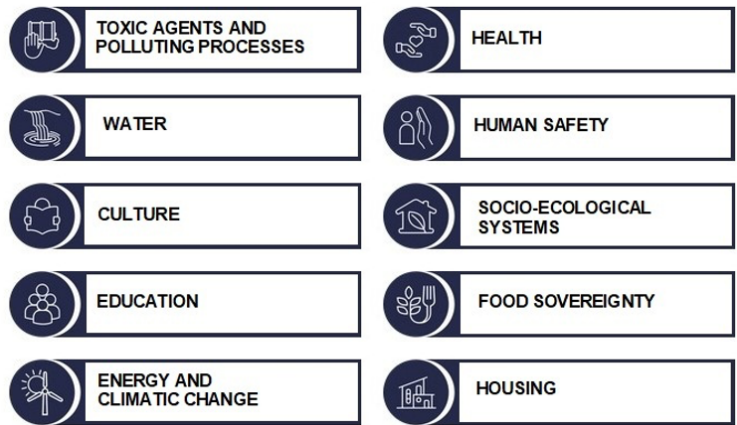 TOXIC AGENTS AND
POLLUTING PROCESSES
HEALTH
WATER
HUMAN SAFETY
CULTURE
SOCIO-ECOLOGICAL
SYSTEMS
EDUCATION
FOOD SOVEREIGNTY
ENERGY AND
CLIMATIC CHANGE
HOUSING